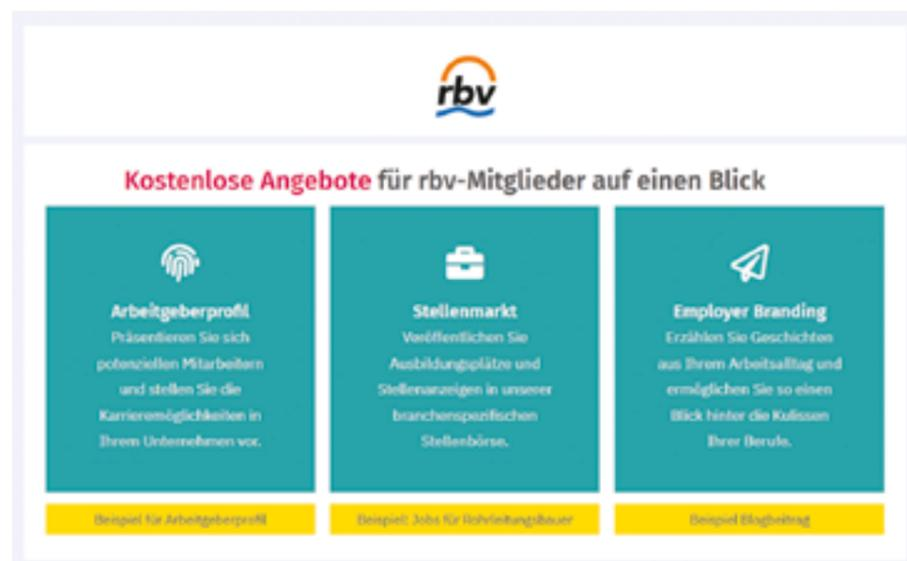 rbv
Kostenlose Angebote für rbv-Mitglieder auf einen Blick
Arbeitgeberprofil
Präsentieren Sie sich
potenziellen Mitarbeitern
und stellen Sie die
Karrieremöglichkeiten in
Ihrem Unternehmen vor.
Beispiel für Arbeitgeberprofil
Stellenmarkt
Veröffentlichen Sie
Ausbildungsplätze und
Stellenanzeigen in unserer
branchenspezifischen
Stellenbörse.
Beispiel: Jobs für Rohrleitungsbauer
Employer Branding
Erzählen Sie Geschichten
aus Ihrem Arbeitsalltag und
ermöglichen Sie so einen
Blick hinter die Kulissen
Ihrer Berufe.
Beispiel Blogbeitrag